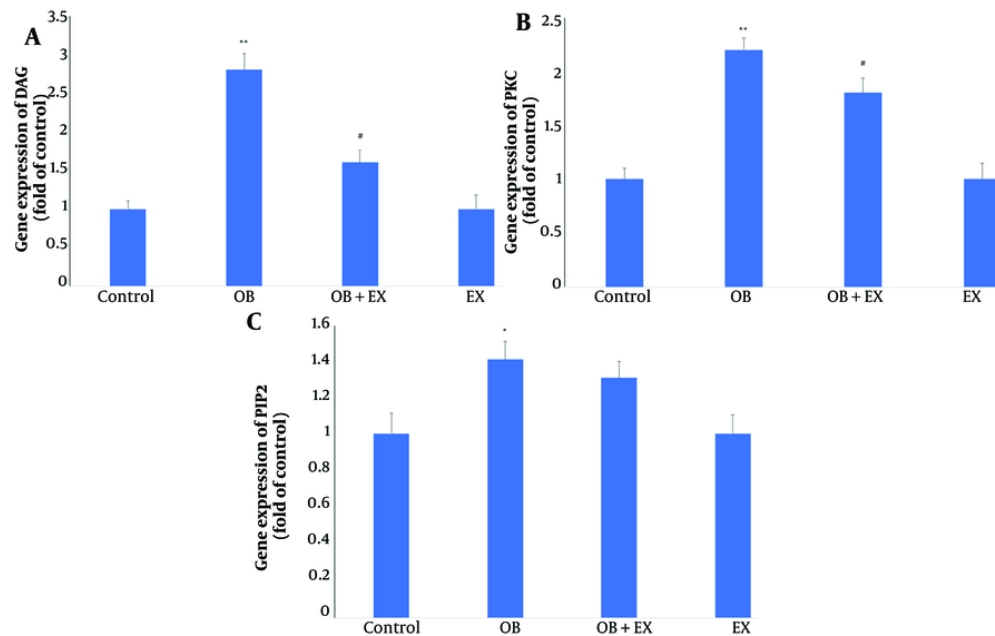 A
Gene expression of DAG
(fold of control)
3.5
3
2.5
2
1.5
1
0.5
0
**
#
Control OB OB + EX EX
B
Gene expression of PKC
(fold of control)
2.5
2
1.5
1
0.5
0
**
#
Control OB OB + EX EX
C
Gene expression of PIP2
(fold of control)
1.6
1.4
1.2
1
0.8
0.6
0.4
0.2
0
*
Control OB OB + EX EX